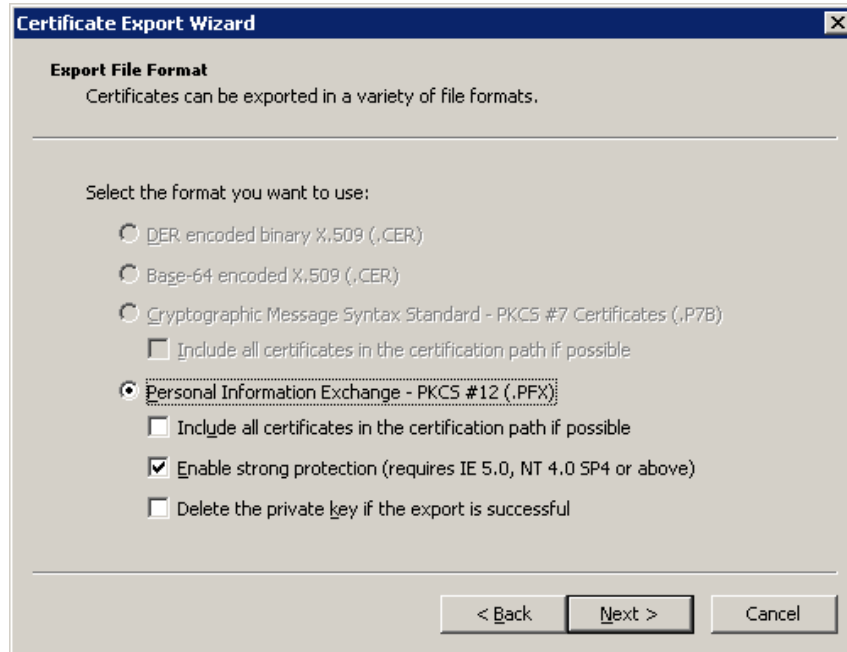 Certificate Export Wizard
Export File Format
Certificates can be exported in a variety of file formats.
Select the format you want to use:
DER encoded binary X.509 (.CER)
Base-64 encoded X.509 (.CER)
Cryptographic Message Syntax Standard - PKCS #7 Certificates (.P7B)
Include all certificates in the certification path if possible
Personal Information Exchange - PKCS #12 (.PFX)
Include all certificates in the certification path if possible
Enable strong protection (requires IE 5.0, NT 4.0 SP4 or above)
Delete the private key if the export is successful
< Back Next > Cancel